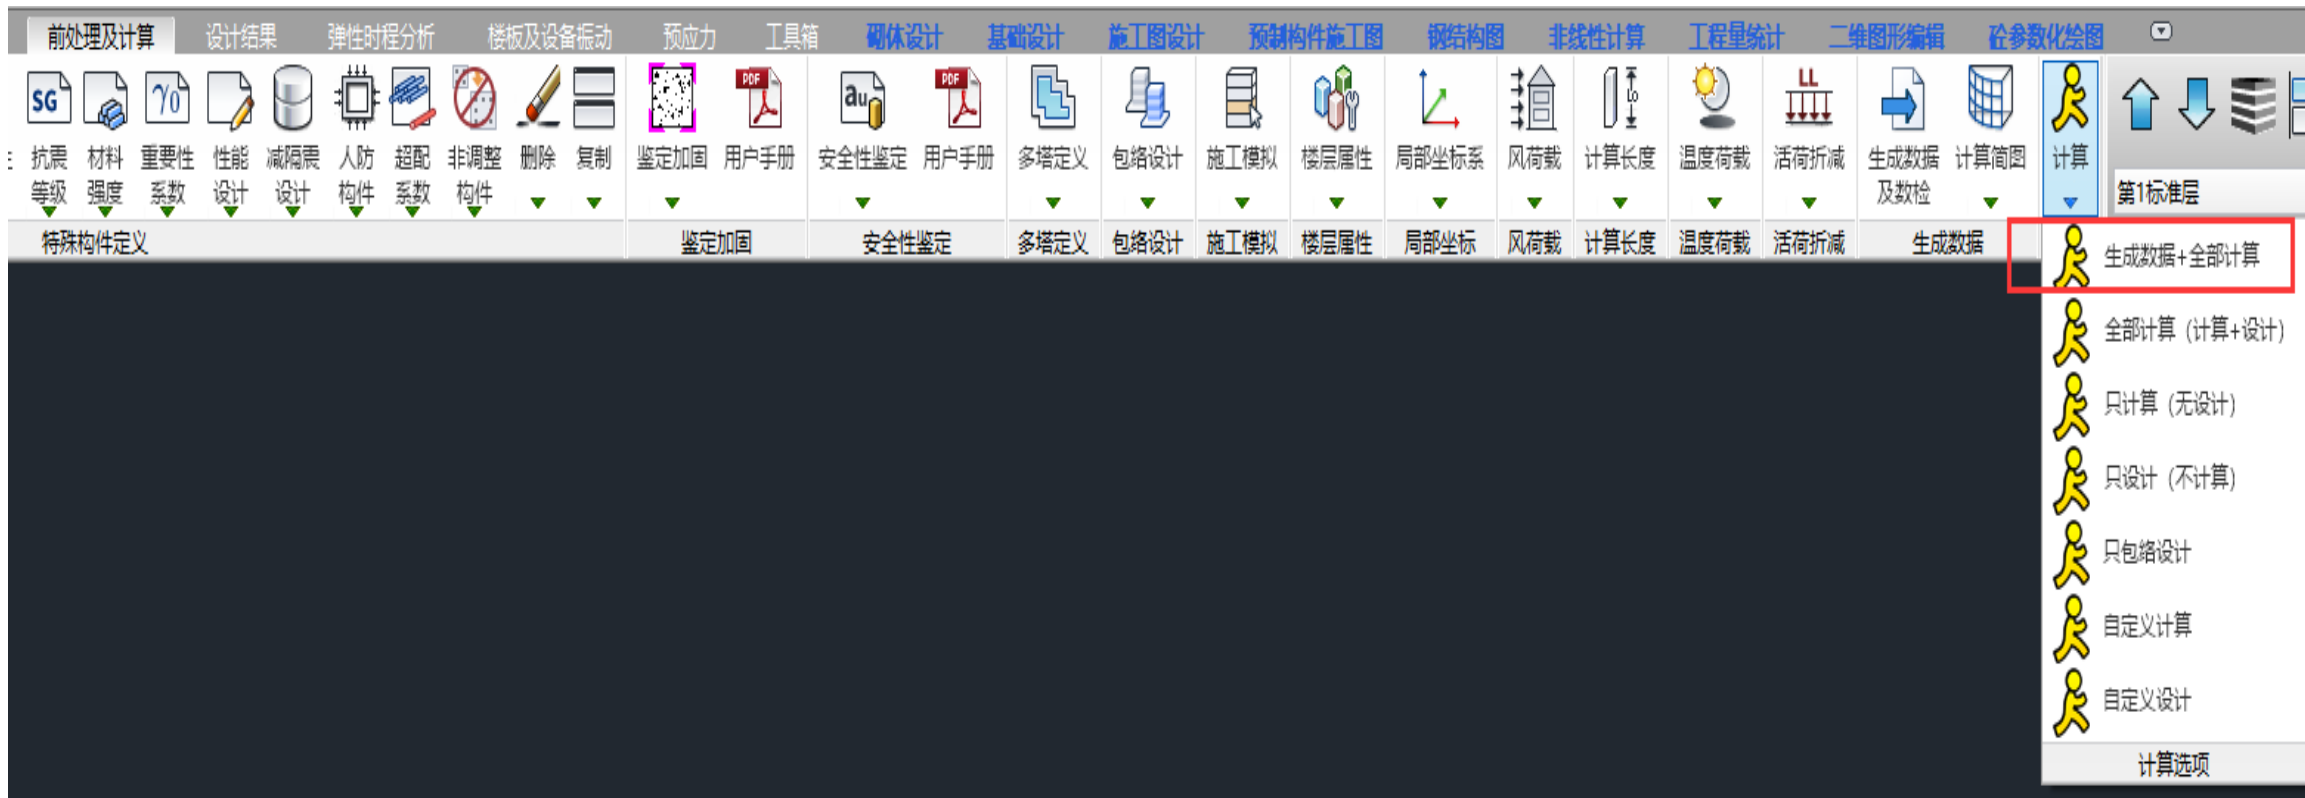 前处理及计算 设计结果 弹性时程分析 楼板及设备振动 预应力 工具箱 砌体设计 基础设计 施工图设计 预制构件施工图 钢结构图 非线性计算 工程量统计 二维图形编辑 砼参数化绘图
SG γ0 PDF au PDF Lo LL
抗震 材料 重要性 性能 减隔震 人防 超配 非调整 删除 复制 鉴定加固 用户手册 安全性鉴定 用户手册 多塔定义 包络设计 施工模拟 楼层属性 局部坐标系 风荷载 计算长度 温度荷载 活荷折减 生成数据 计算简图 计算
等级 强度 系数 设计 设计 构件 系数 构件 及数检 第1标准层
特殊构件定义 鉴定加固 安全性鉴定 多塔定义 包络设计 施工模拟 楼层属性 局部坐标 风荷载 计算长度 温度荷载 活荷折减 生成数据
生成数据+全部计算
全部计算 (计算+设计)
只计算 (无设计)
只设计 (不计算)
只包络设计
自定义计算
自定义设计
计算选项